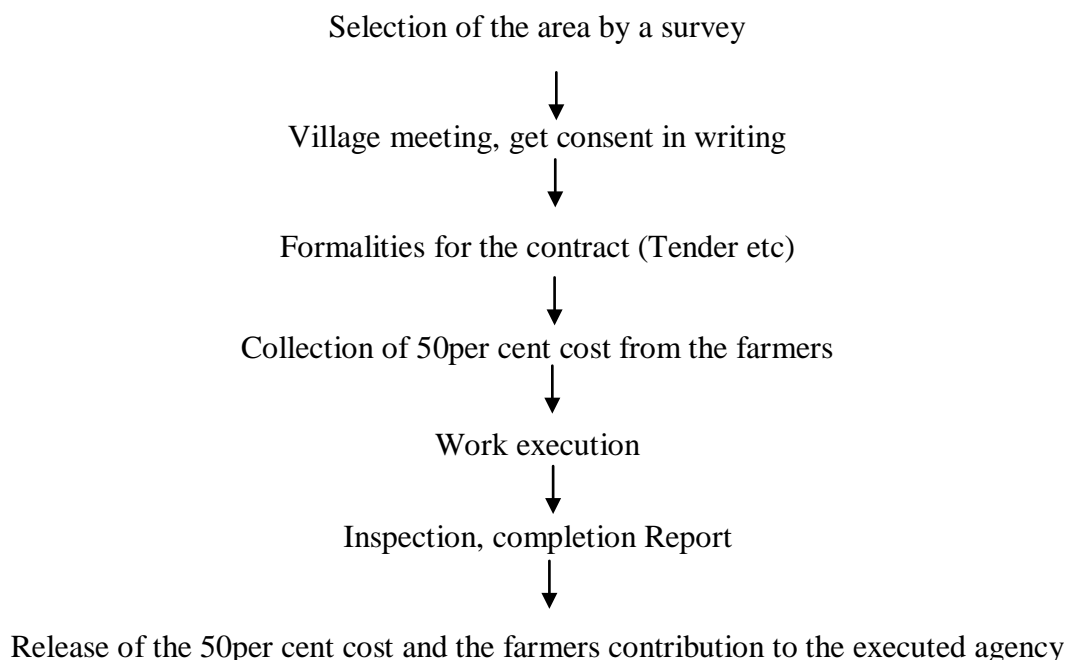 Selection of the area by a survey
Village meeting, get consent in writing
Formalities for the contract (Tender etc)
Collection of 50per cent cost from the farmers
Work execution
Inspection, completion Report
Release of the 50per cent cost and the farmers contribution to the executed agency